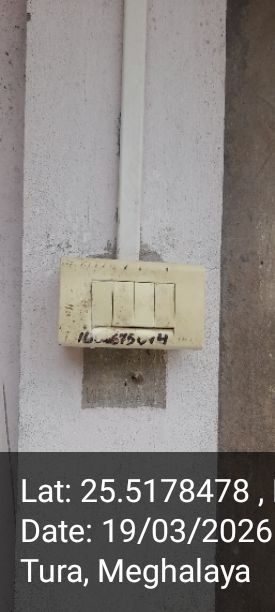 Lat: 25.5178478 ,
Date: 19/03/2026
Tura, Meghalaya